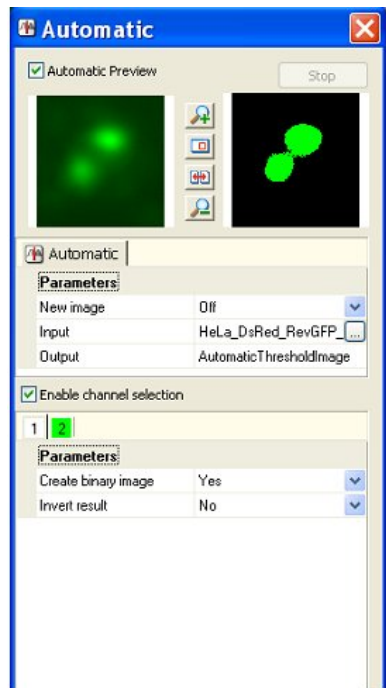 Automatic
Automatic Preview
Stop
Automatic
Parameters
New image Off
Input HeLa_DsRed_RevGFP_ ...
Output AutomaticThresholdImage
Enable channel selection
1 2
Parameters
Create binary image Yes
Invert result No